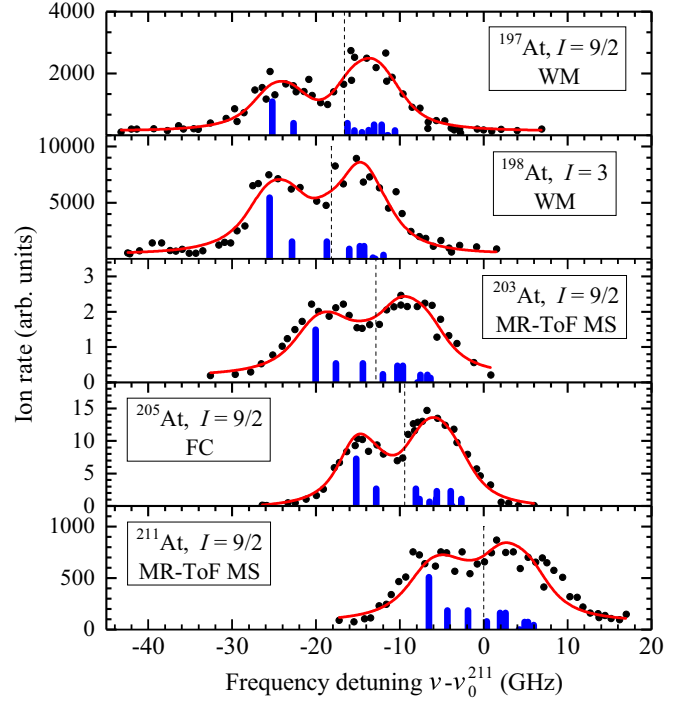 4000
2000
0
¹⁹⁷At, I = 9/2
WM
10000
5000
0
¹⁹⁸At, I = 3
WM
3
2
1
0
²⁰³At, I = 9/2
MR-ToF MS
15
10
5
0
²⁰⁵At, I = 9/2
FC
1000
500
0
²¹¹At, I = 9/2
MR-ToF MS
Ion rate (arb. units)
-40 -30 -20 -10 0 10 20
Frequency detuning ν-ν₀²¹¹ (GHz)